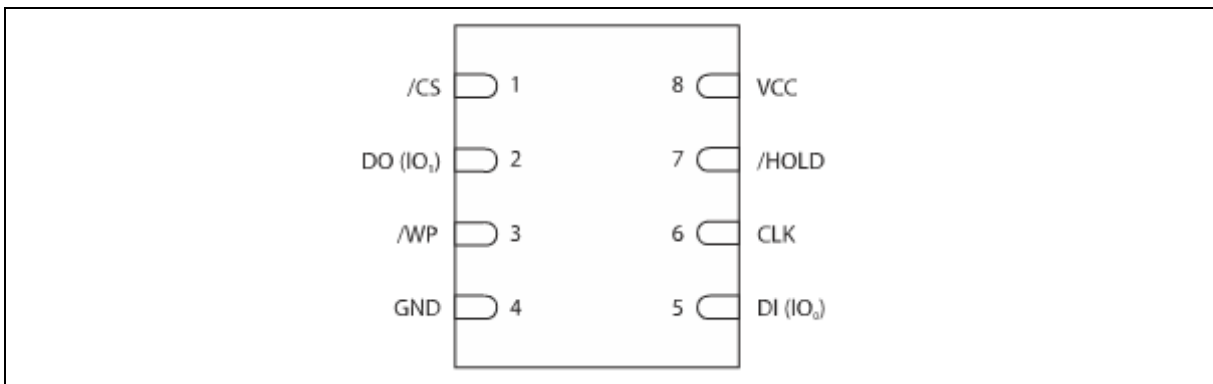 /CS 1 8 VCC
DO (IO₁) 2 7 /HOLD
/WP 3 6 CLK
GND 4 5 DI (IO₀)